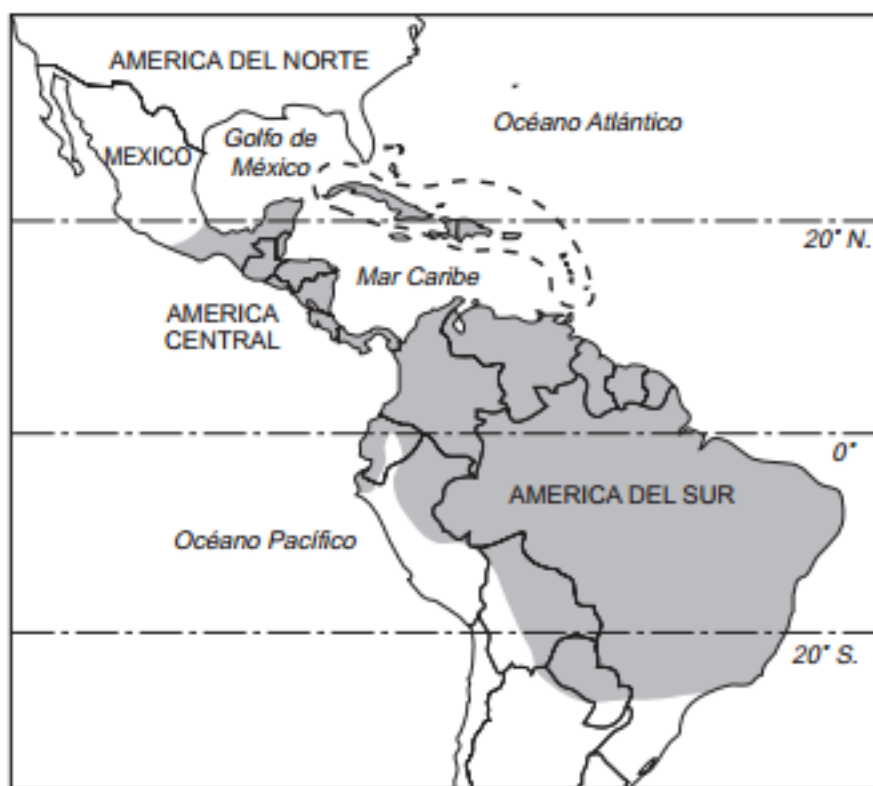 AMERICA DEL NORTE
Océano Atlántico
Golfo de
México
MEXICO
20° N.
Mar Caribe
AMERICA
CENTRAL
0°
AMERICA DEL SUR
Océano Pacífico
20° S.